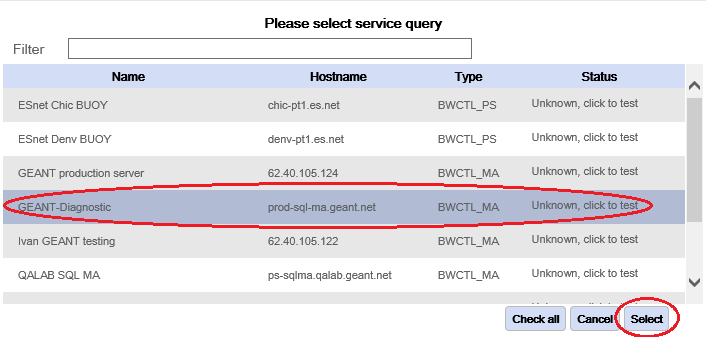 Please select service query
Filter
Name Hostname Type Status
ESnet Chic BUOY chic-pt1.es.net BWCTL_PS Unknown, click to test
ESnet Denv BUOY denv-pt1.es.net BWCTL_PS Unknown, click to test
GEANT production server 62.40.105.124 BWCTL_MA Unknown, click to test
GEANT-Diagnostic prod-sql-ma.geant.net BWCTL_MA Unknown, click to test
Ivan GEANT testing 62.40.105.122 BWCTL_MA Unknown, click to test
QALAB SQL MA ps-sqlma.qalab.geant.net BWCTL_MA Unknown, click to test
Check all Cancel Select